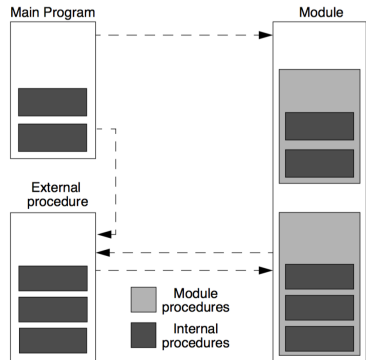 Main Program
Module
External
procedure
Module
procedures
Internal
procedures